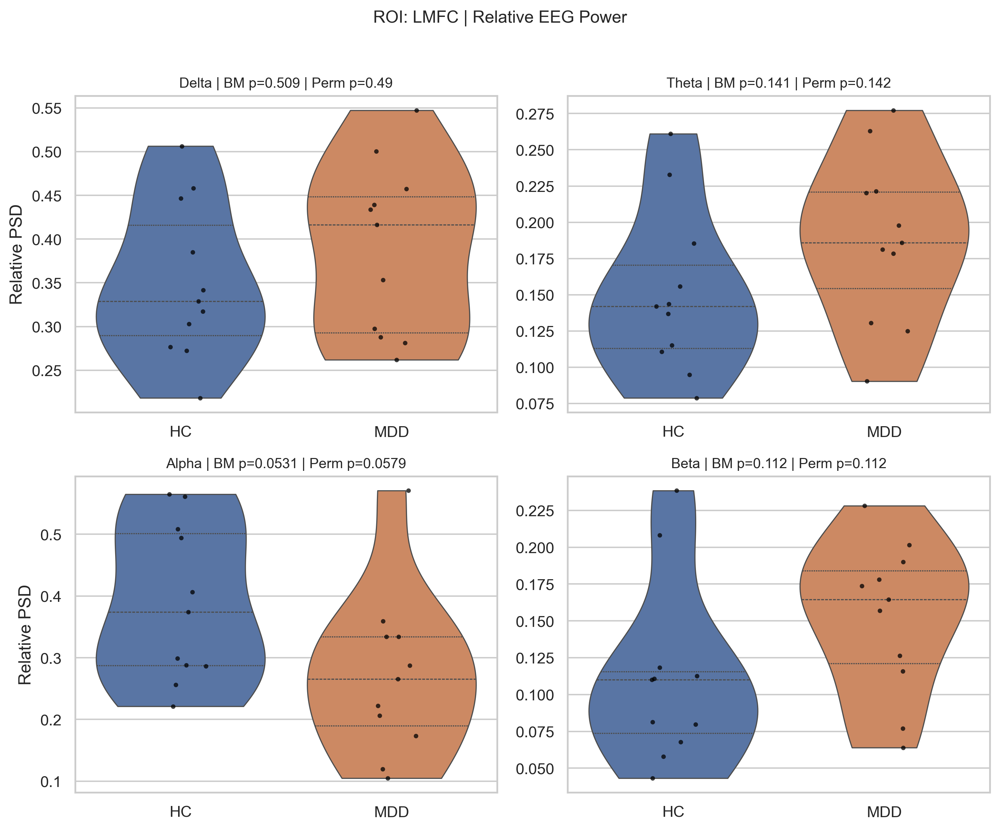 ROI: LMFC | Relative EEG Power
Delta | BM p=0.509 | Perm p=0.49
Relative PSD
0.55
0.50
0.45
0.40
0.35
0.30
0.25
HC
MDD
Theta | BM p=0.141 | Perm p=0.142
0.275
0.250
0.225
0.200
0.175
0.150
0.125
0.100
0.075
HC
MDD
Alpha | BM p=0.0531 | Perm p=0.0579
Relative PSD
0.5
0.4
0.3
0.2
0.1
HC
MDD
Beta | BM p=0.112 | Perm p=0.112
0.225
0.200
0.175
0.150
0.125
0.100
0.075
0.050
HC
MDD